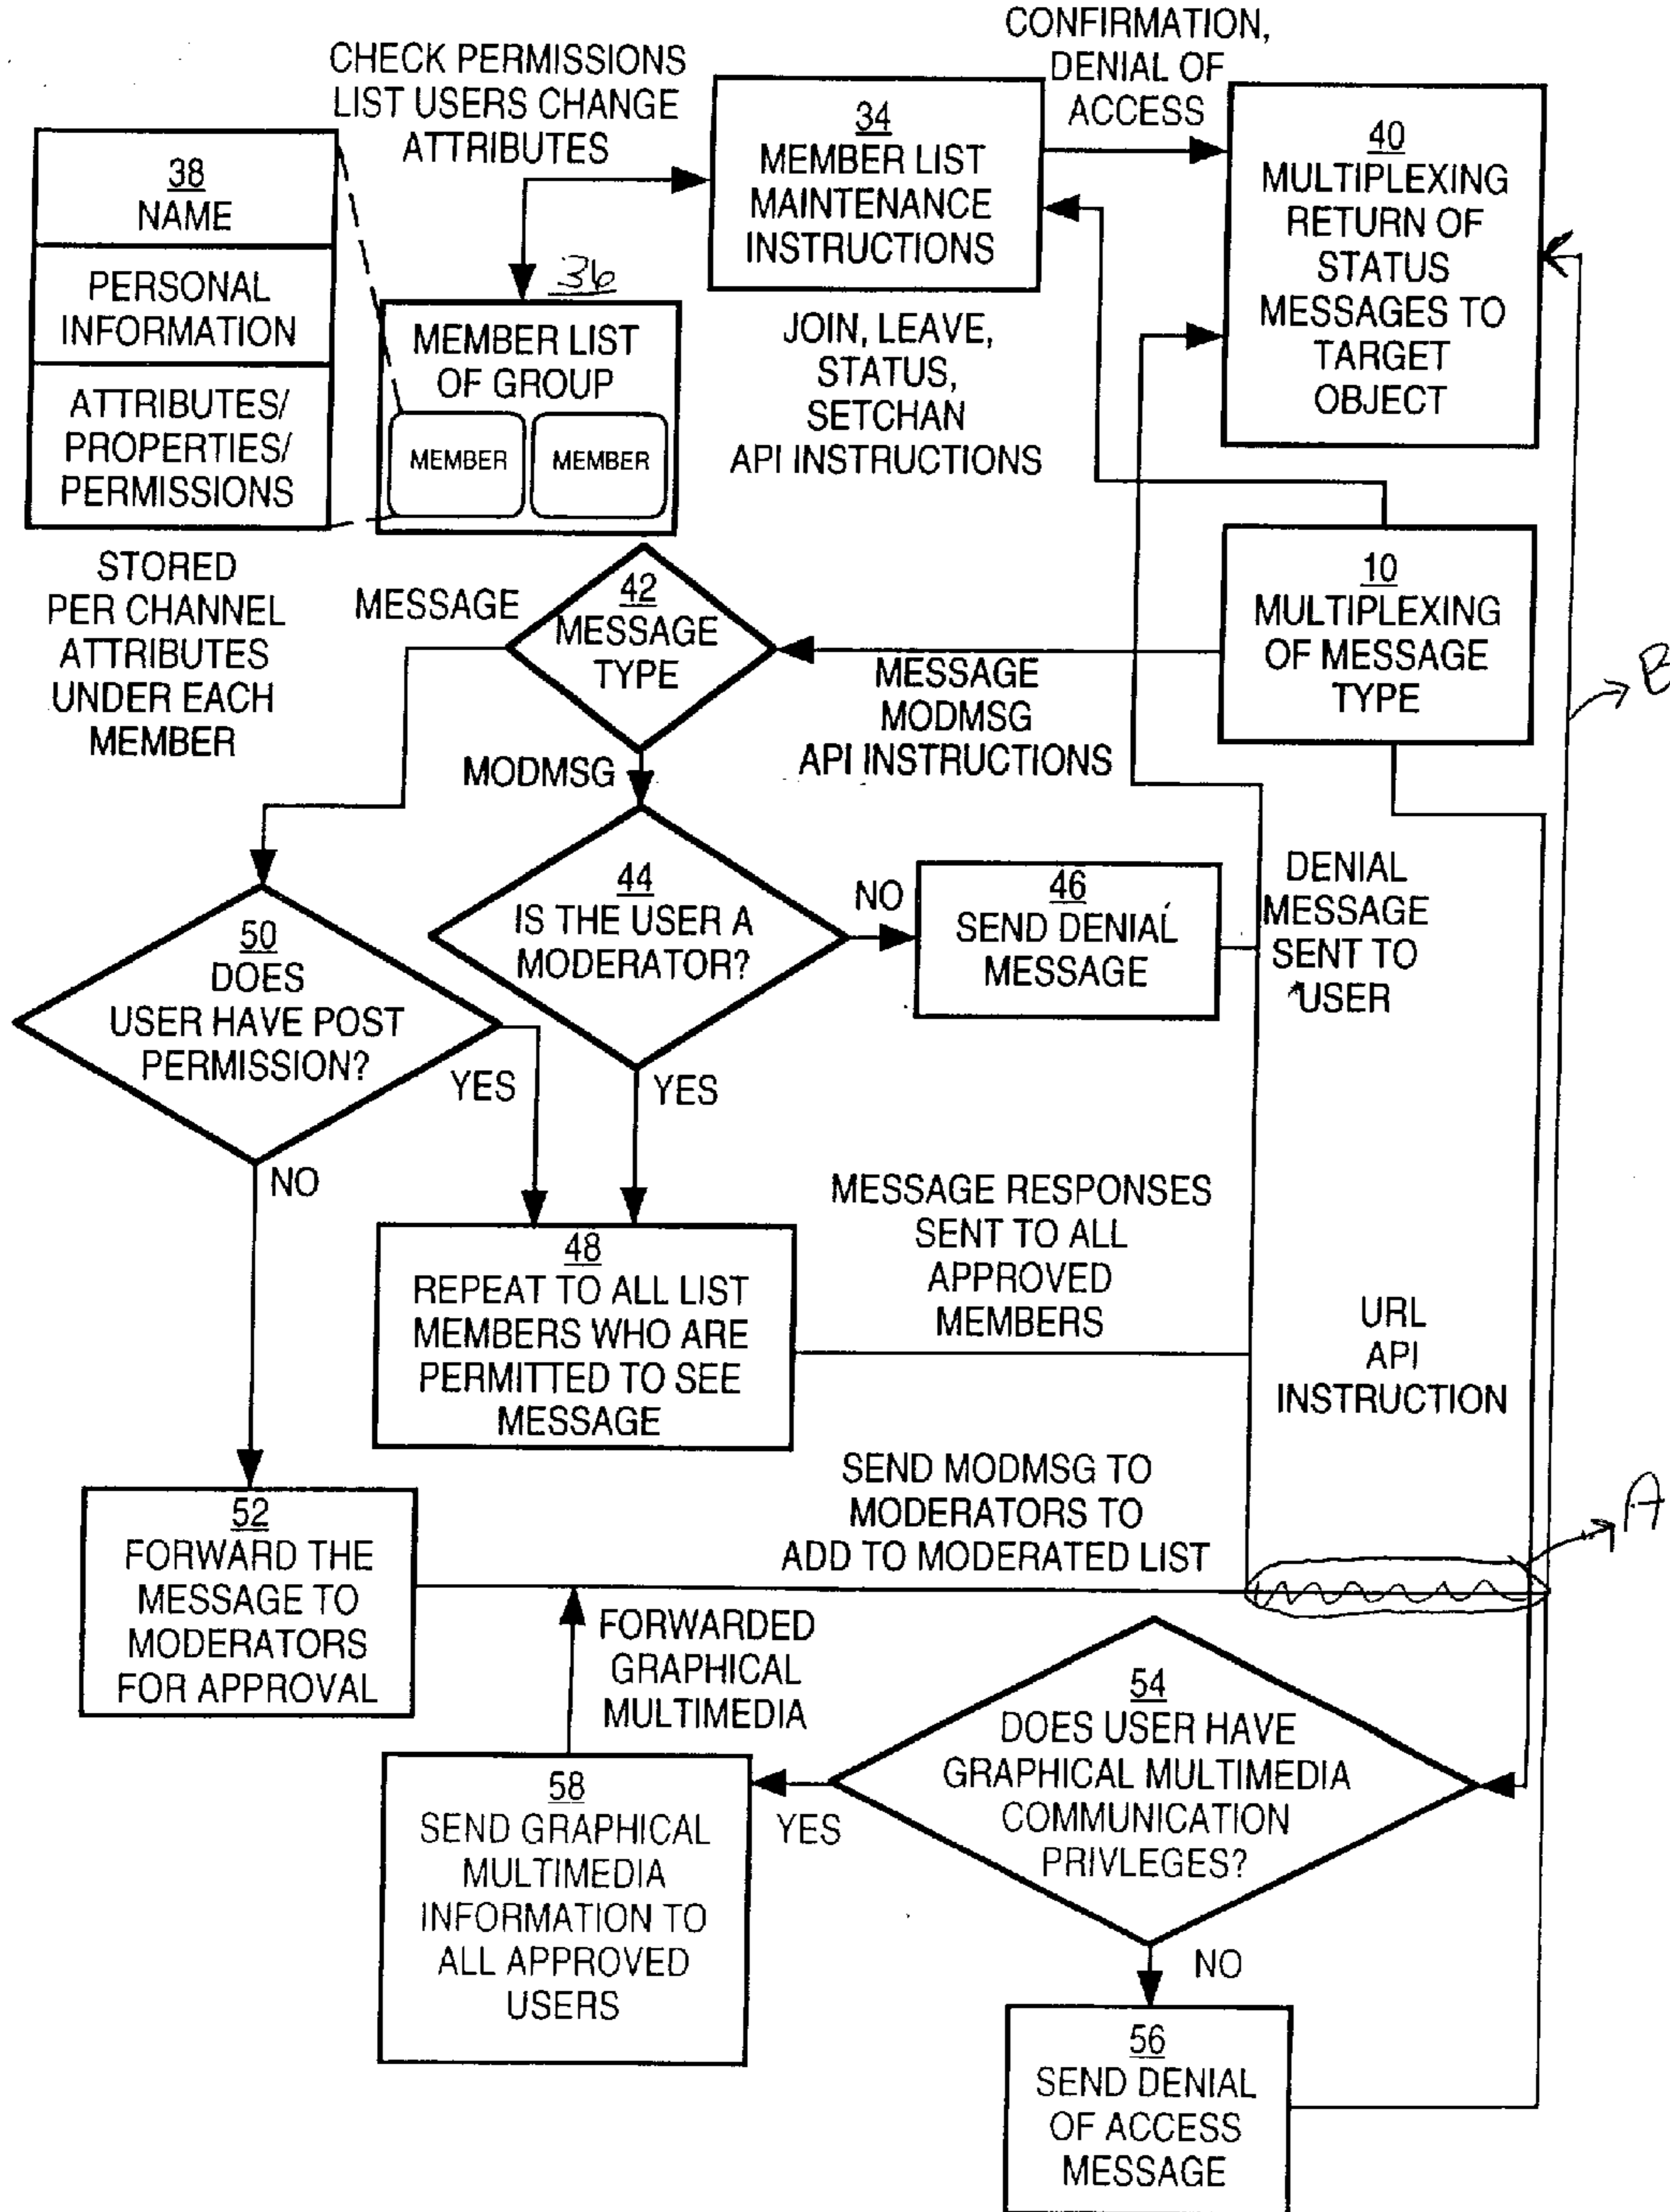 CONFIRMATION,
DENIAL OF
ACCESS
CHECK PERMISSIONS
LIST USERS CHANGE
ATTRIBUTES
38
NAME
PERSONAL
INFORMATION
ATTRIBUTES/
PROPERTIES/
PERMISSIONS
STORED
PER CHANNEL
ATTRIBUTES
UNDER EACH
MEMBER
36
MEMBER LIST
OF GROUP
MEMBER
MEMBER
34
MEMBER LIST
MAINTENANCE
INSTRUCTIONS
JOIN, LEAVE,
STATUS,
SETCHAN
API INSTRUCTIONS
40
MULTIPLEXING
RETURN OF
STATUS
MESSAGES TO
TARGET
OBJECT
10
MULTIPLEXING
OF MESSAGE
TYPE
B
MESSAGE
42
MESSAGE
TYPE
MESSAGE
MODMSG
API INSTRUCTIONS
MODMSG
44
IS THE USER A
MODERATOR?
NO
46
SEND DENIAL
MESSAGE
DENIAL
MESSAGE
SENT TO
USER
50
DOES
USER HAVE POST
PERMISSION?
YES
YES
NO
48
REPEAT TO ALL LIST
MEMBERS WHO ARE
PERMITTED TO SEE
MESSAGE
MESSAGE RESPONSES
SENT TO ALL
APPROVED
MEMBERS
URL
API
INSTRUCTION
52
FORWARD THE
MESSAGE TO
MODERATORS
FOR APPROVAL
SEND MODMSG TO
MODERATORS TO
ADD TO MODERATED LIST
A
FORWARDED
GRAPHICAL
MULTIMEDIA
54
DOES USER HAVE
GRAPHICAL MULTIMEDIA
COMMUNICATION
PRIVLEGES?
YES
58
SEND GRAPHICAL
MULTIMEDIA
INFORMATION TO
ALL APPROVED
USERS
NO
56
SEND DENIAL
OF ACCESS
MESSAGE